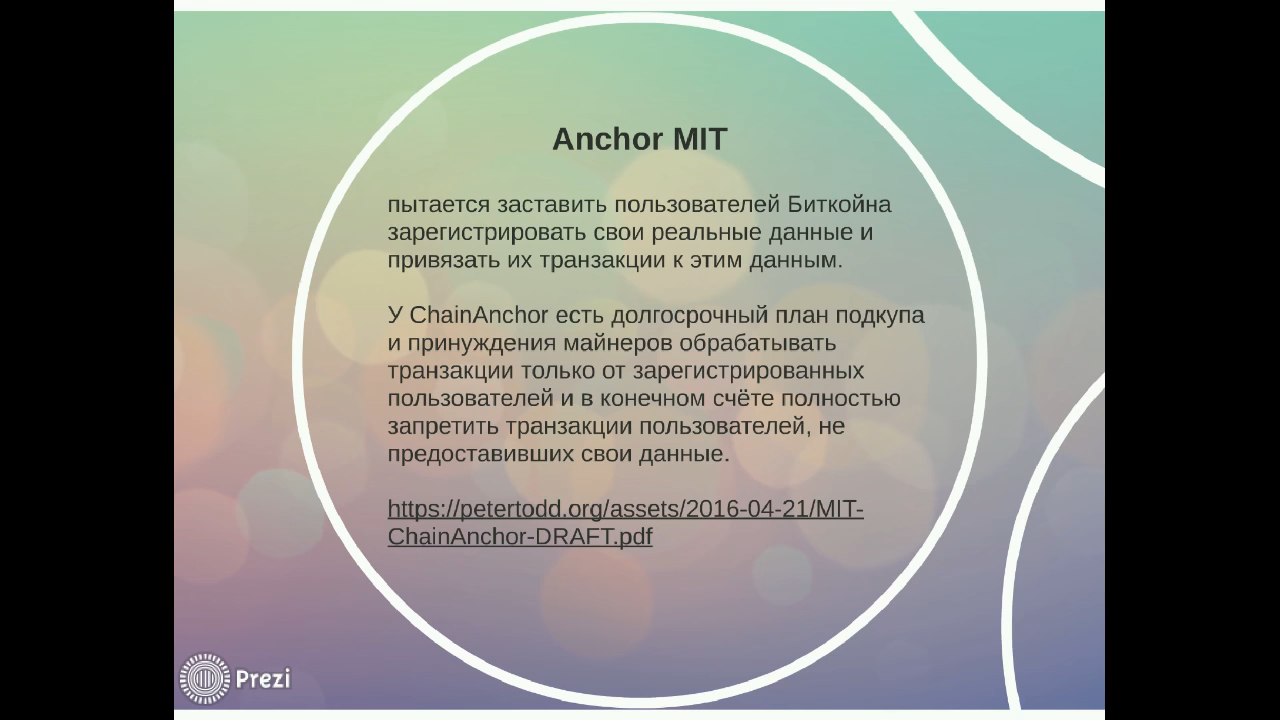 Anchor MIT
пытается заставить пользователей Биткойна
зарегистрировать свои реальные данные и
привязать их транзакции к этим данным.
У ChainAnchor есть долгосрочный план подкупа
и принуждения майнеров обрабатывать
транзакции только от зарегистрированных
пользователей и в конечном счёте полностью
запретить транзакции пользователей, не
предоставивших свои данные.
https://petertodd.org/assets/2016-04-21/MIT-
ChainAnchor-DRAFT.pdf
Prezi